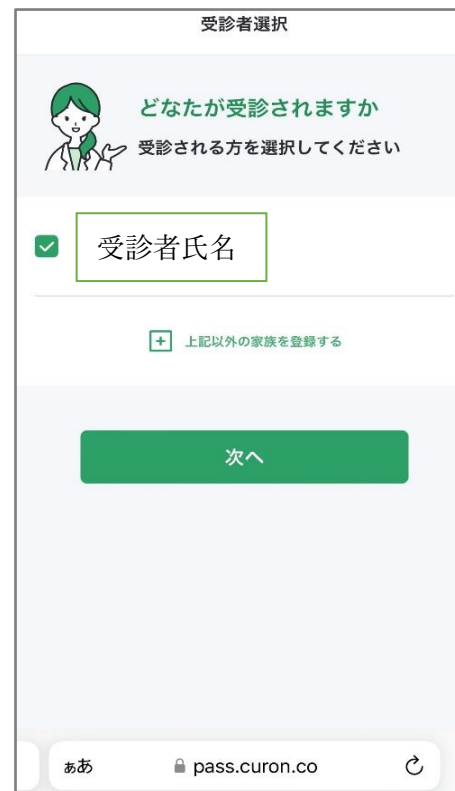 受診者選択
どなたが受診されますか
受診される方を選択してください
受診者氏名
上記以外の家族を登録する
次へ
ぁあ pass.curon.co